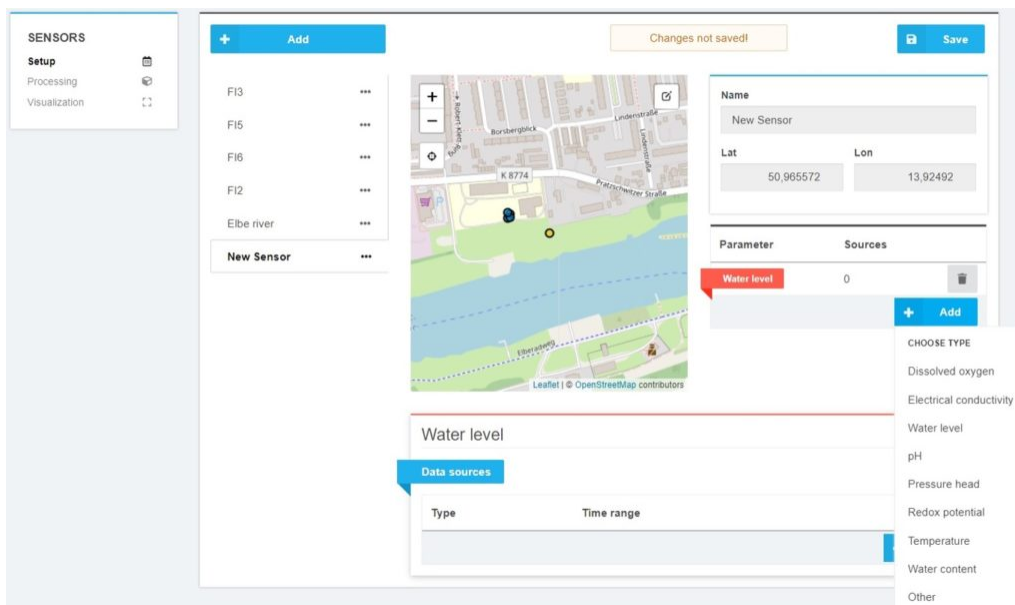 SENSORS
Setup
Processing
Visualization
Add
Changes not saved!
Save
FI3
FI5
FI6
FI2
Elbe river
New Sensor
+
−
Robert-Klett-
Borsbergblick
Lindenstraße
Lindenstraße
K 8774
Pratzschwitzer Straße
Elberadweg
Leaflet | © OpenStreetMap contributors
Name
New Sensor
Lat Lon
50,965572 13,92492
Parameter Sources
Water level 0
Add
CHOOSE TYPE
Dissolved oxygen
Electrical conductivity
Water level
pH
Pressure head
Redox potential
Temperature
Water content
Other
Water level
Data sources
Type Time range